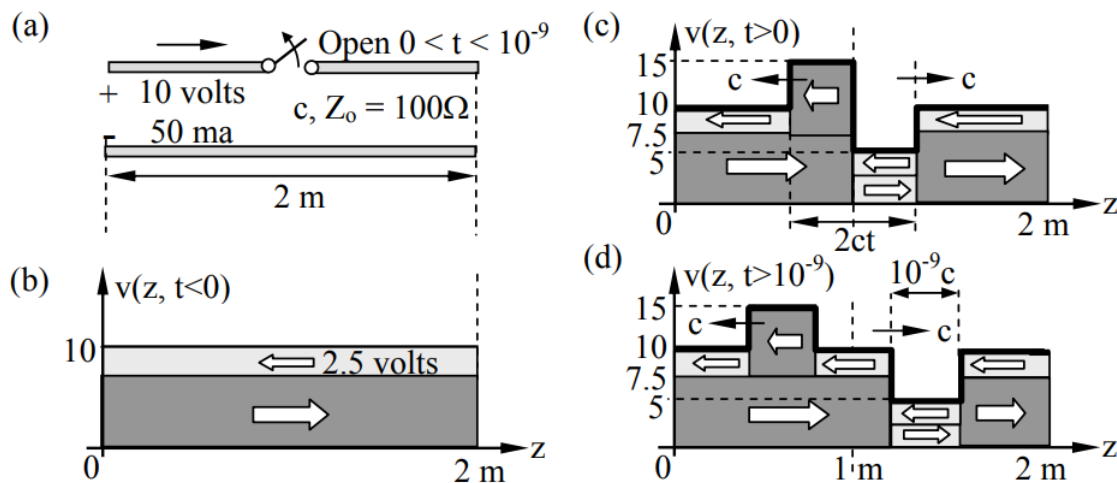 (a)
Open 0 < t < 10⁻⁹
+ 10 volts
c, Zₒ = 100Ω
- 50 ma
2 m
(b)
v(z, t<0)
10
2.5 volts
0
2 m
z
(c)
v(z, t>0)
15
c
c
10
7.5
5
0
2ct
2 m
z
(d)
v(z, t>10⁻⁹)
10⁻⁹c
15
c
c
10
7.5
5
0
1 m
2 m
z